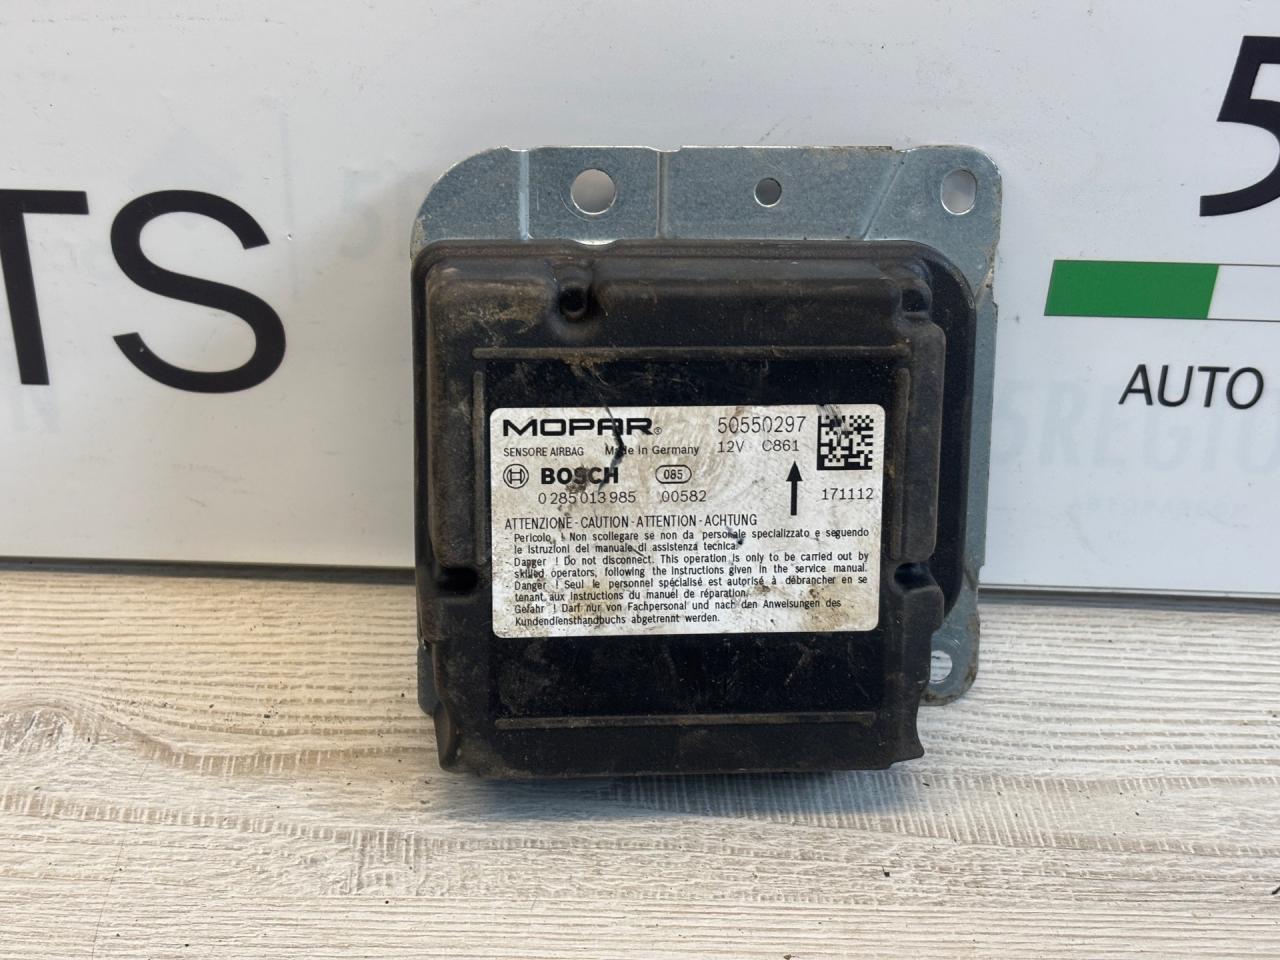 TS
5
AUTO
MOPAR® 50550297
SENSORE AIRBAG Made In Germany 12V C861
BOSCH 085
0 285 013 985 00582 171112
ATTENZIONE - CAUTION - ATTENTION - ACHTUNG
- Pericolo ! Non scollegare se non da personale specializzato e seguendo
le istruzioni del manuale di assistenza tecnica.
- Danger ! Do not disconnect. This operation is only to be carried out by
skilled operators, following the instructions given in the service manual.
- Danger ! Seul le personnel spécialisé est autorisé à débrancher en se
tenant aux instructions du manuel de réparation.
Gefahr ! Darf nur von Fachpersonal und nach den Anweisungen des
Kundendiensthandbuchs abgetrennt werden.